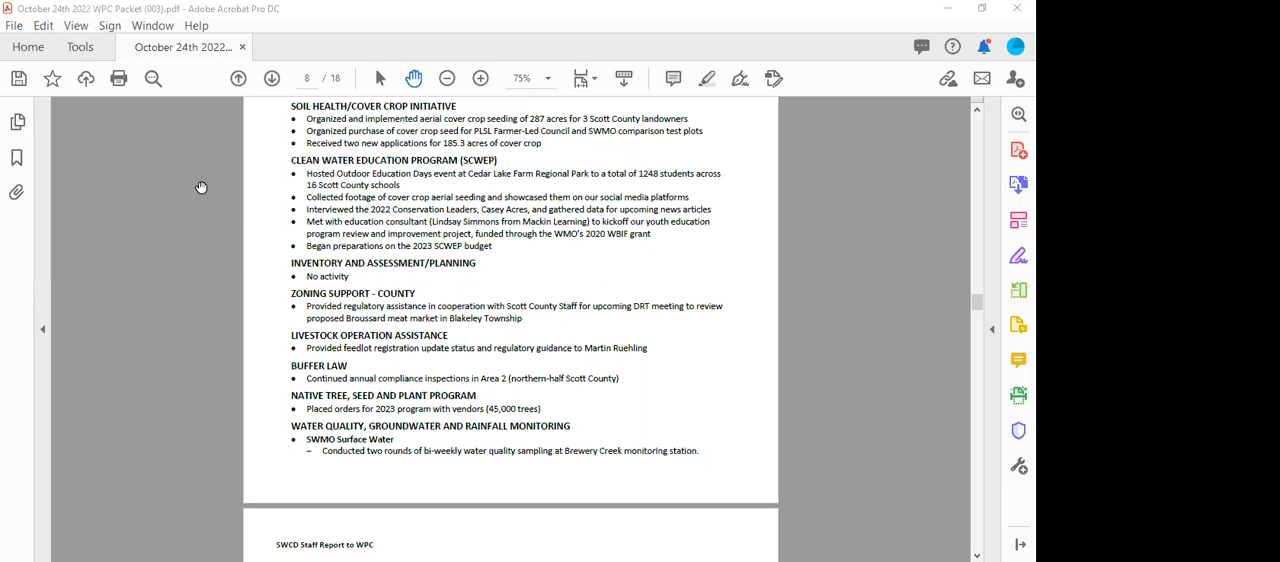 October 24th 2022 WPC Packet (003).pdf - Adobe Acrobat Pro DC
File Edit View Sign Window Help
Home Tools October 24th 2022... ×
8 / 18 75%
SOIL HEALTH/COVER CROP INITIATIVE
• Organized and implemented aerial cover crop seeding of 287 acres for 3 Scott County landowners
• Organized purchase of cover crop seed for PLSL Farmer-Led Council and SWMO comparison test plots
• Received two new applications for 185.3 acres of cover crop
CLEAN WATER EDUCATION PROGRAM (SCWEP)
• Hosted Outdoor Education Days event at Cedar Lake Farm Regional Park to a total of 1248 students across
16 Scott County schools
• Collected footage of cover crop aerial seeding and showcased them on our social media platforms
• Interviewed the 2022 Conservation Leaders, Casey Acres, and gathered data for upcoming news articles
• Met with education consultant (Lindsay Simmons from Mackin Learning) to kickoff our youth education
program review and improvement project, funded through the WMO's 2020 WBIF grant
• Began preparations on the 2023 SCWEP budget
INVENTORY AND ASSESSMENT/PLANNING
• No activity
ZONING SUPPORT - COUNTY
• Provided regulatory assistance in cooperation with Scott County Staff for upcoming DRT meeting to review
proposed Broussard meat market in Blakeley Township
LIVESTOCK OPERATION ASSISTANCE
• Provided feedlot registration update status and regulatory guidance to Martin Ruehling
BUFFER LAW
• Continued annual compliance inspections in Area 2 (northern-half Scott County)
NATIVE TREE, SEED AND PLANT PROGRAM
• Placed orders for 2023 program with vendors (45,000 trees)
WATER QUALITY, GROUNDWATER AND RAINFALL MONITORING
• SWMO Surface Water
– Conducted two rounds of bi-weekly water quality sampling at Brewery Creek monitoring station.
SWCD Staff Report to WPC